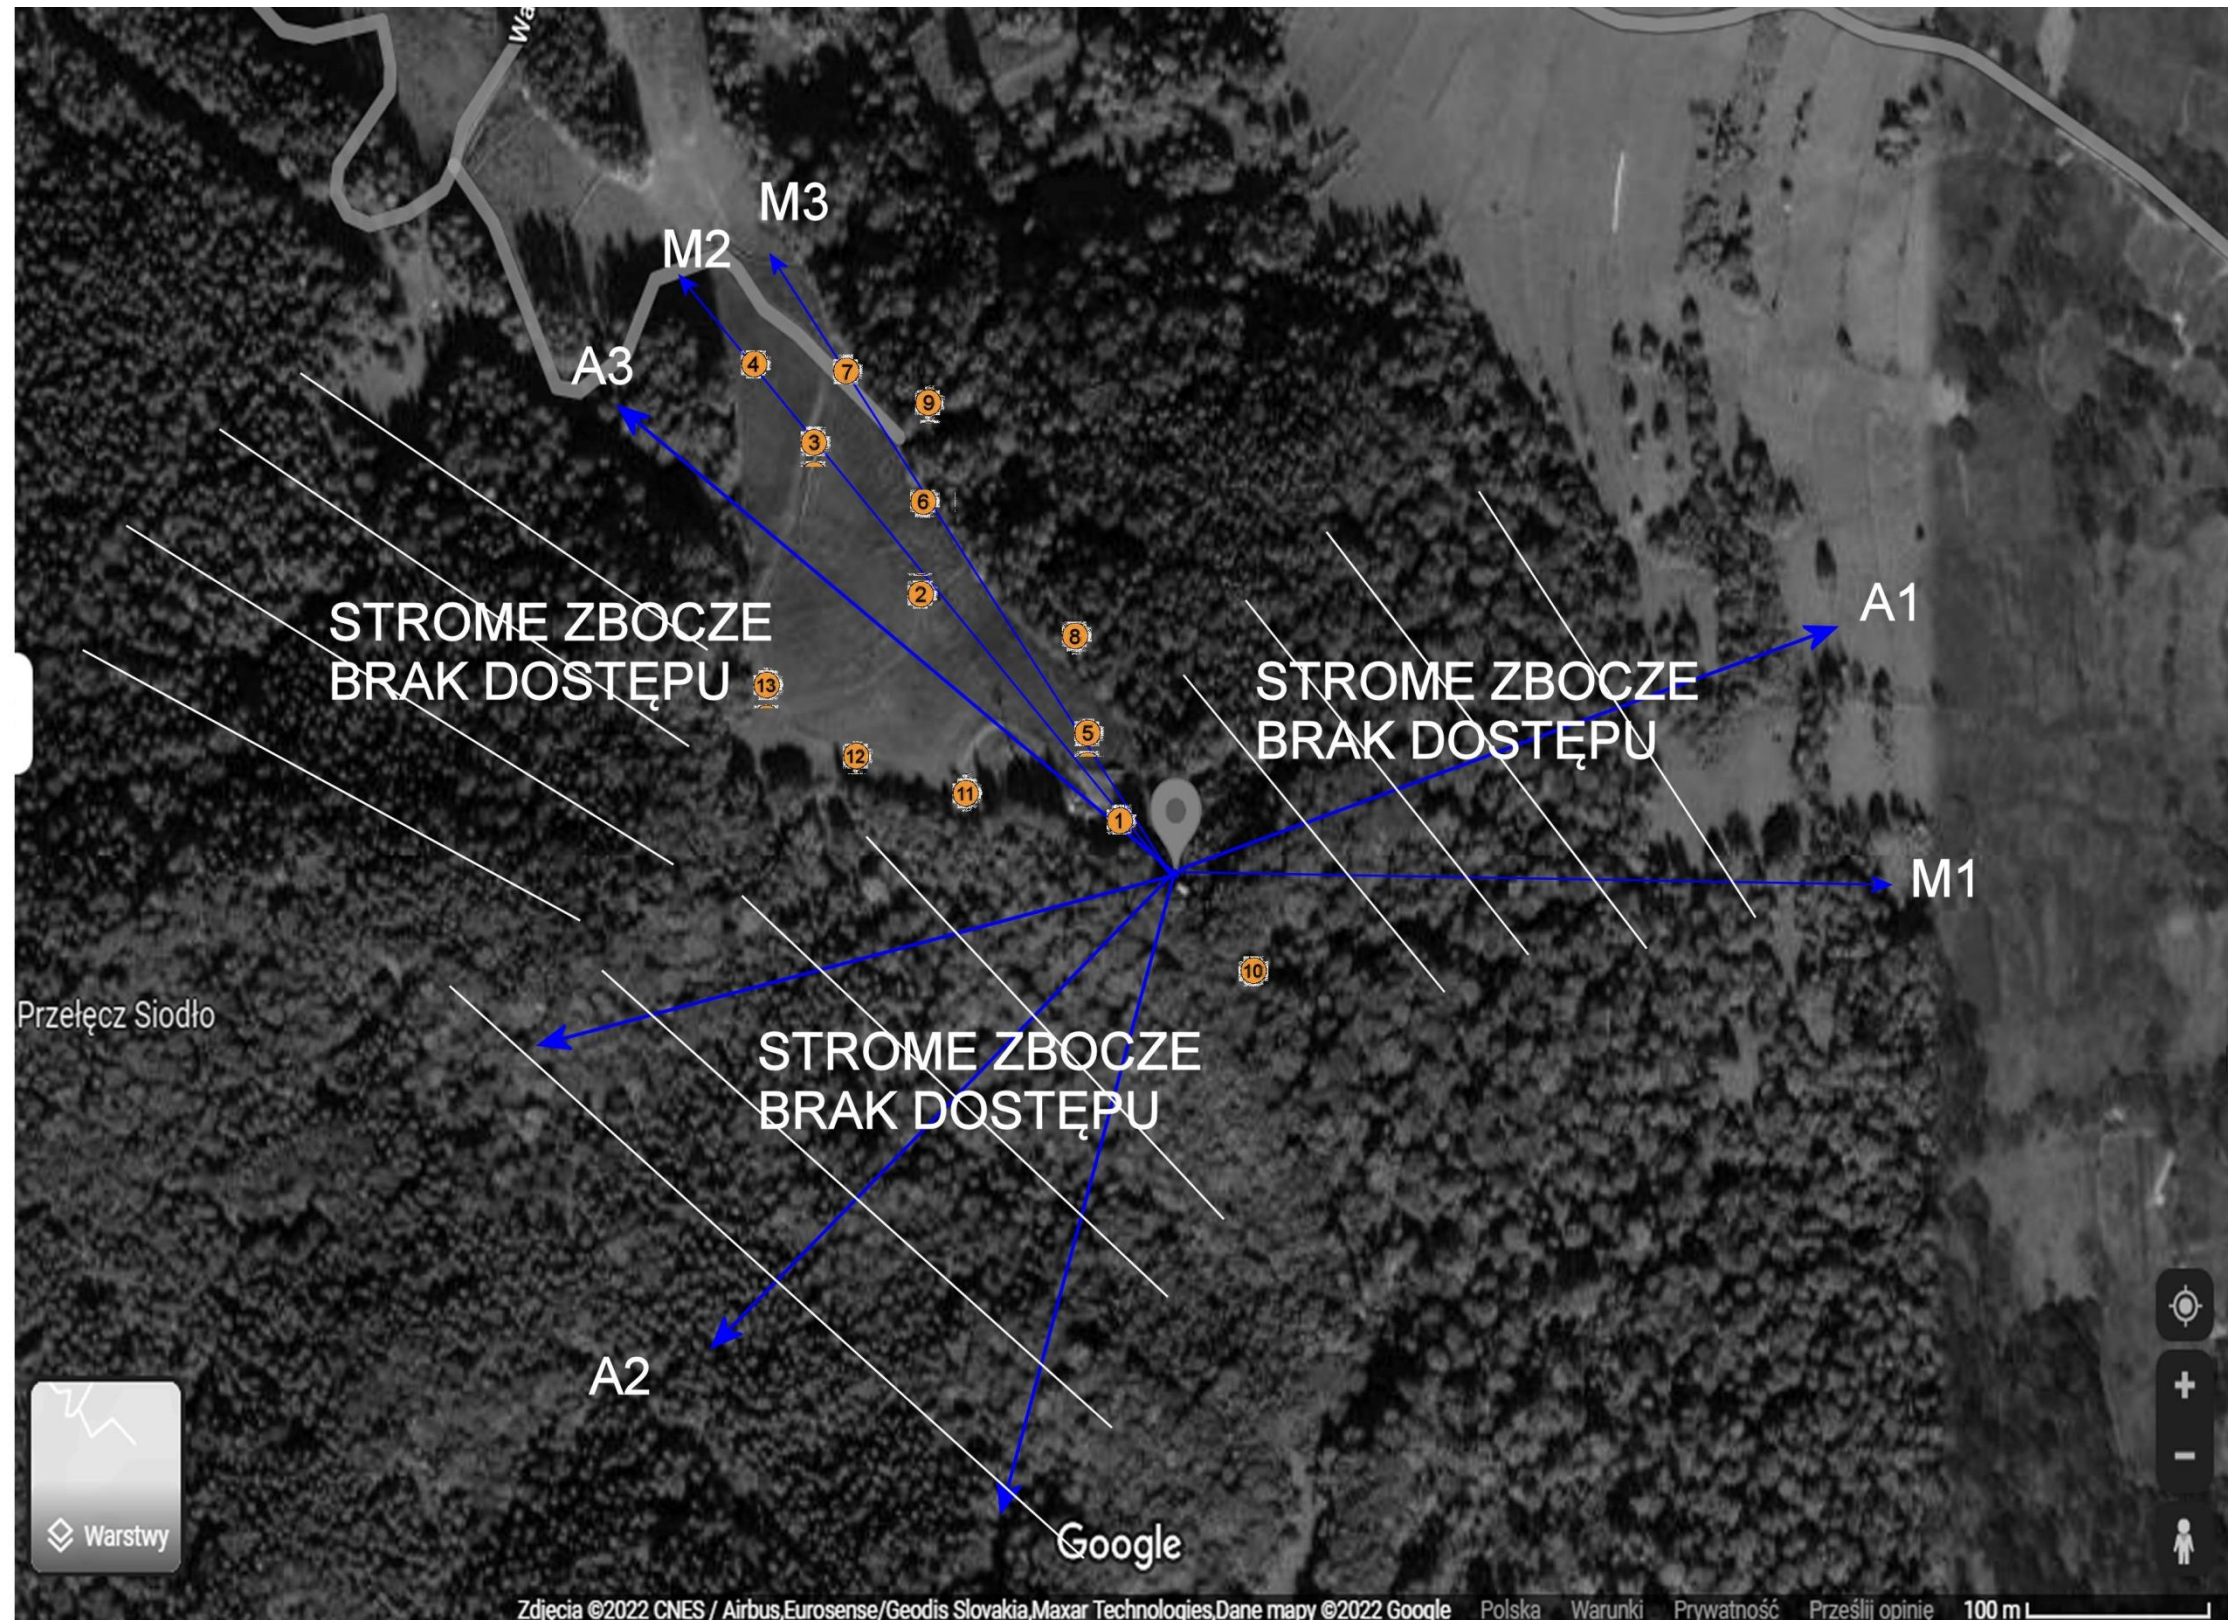 Wa
M3
M2
A3
4
7
9
3
6
2
8
A1
STROME ZBOCZE
BRAK DOSTĘPU
13
STROME ZBOCZE
BRAK DOSTĘPU
5
12
11
1
M1
10
Przełęcz Siodło
STROME ZBOCZE
BRAK DOSTĘPU
A2
Warstwy
Google
Zdjęcia ©2022 CNES / Airbus,Eurosense/Geodis Slovakia,Maxar Technologies,Dane mapy ©2022 Google Polska Warunki Prywatność Prześlij opinie 100 m